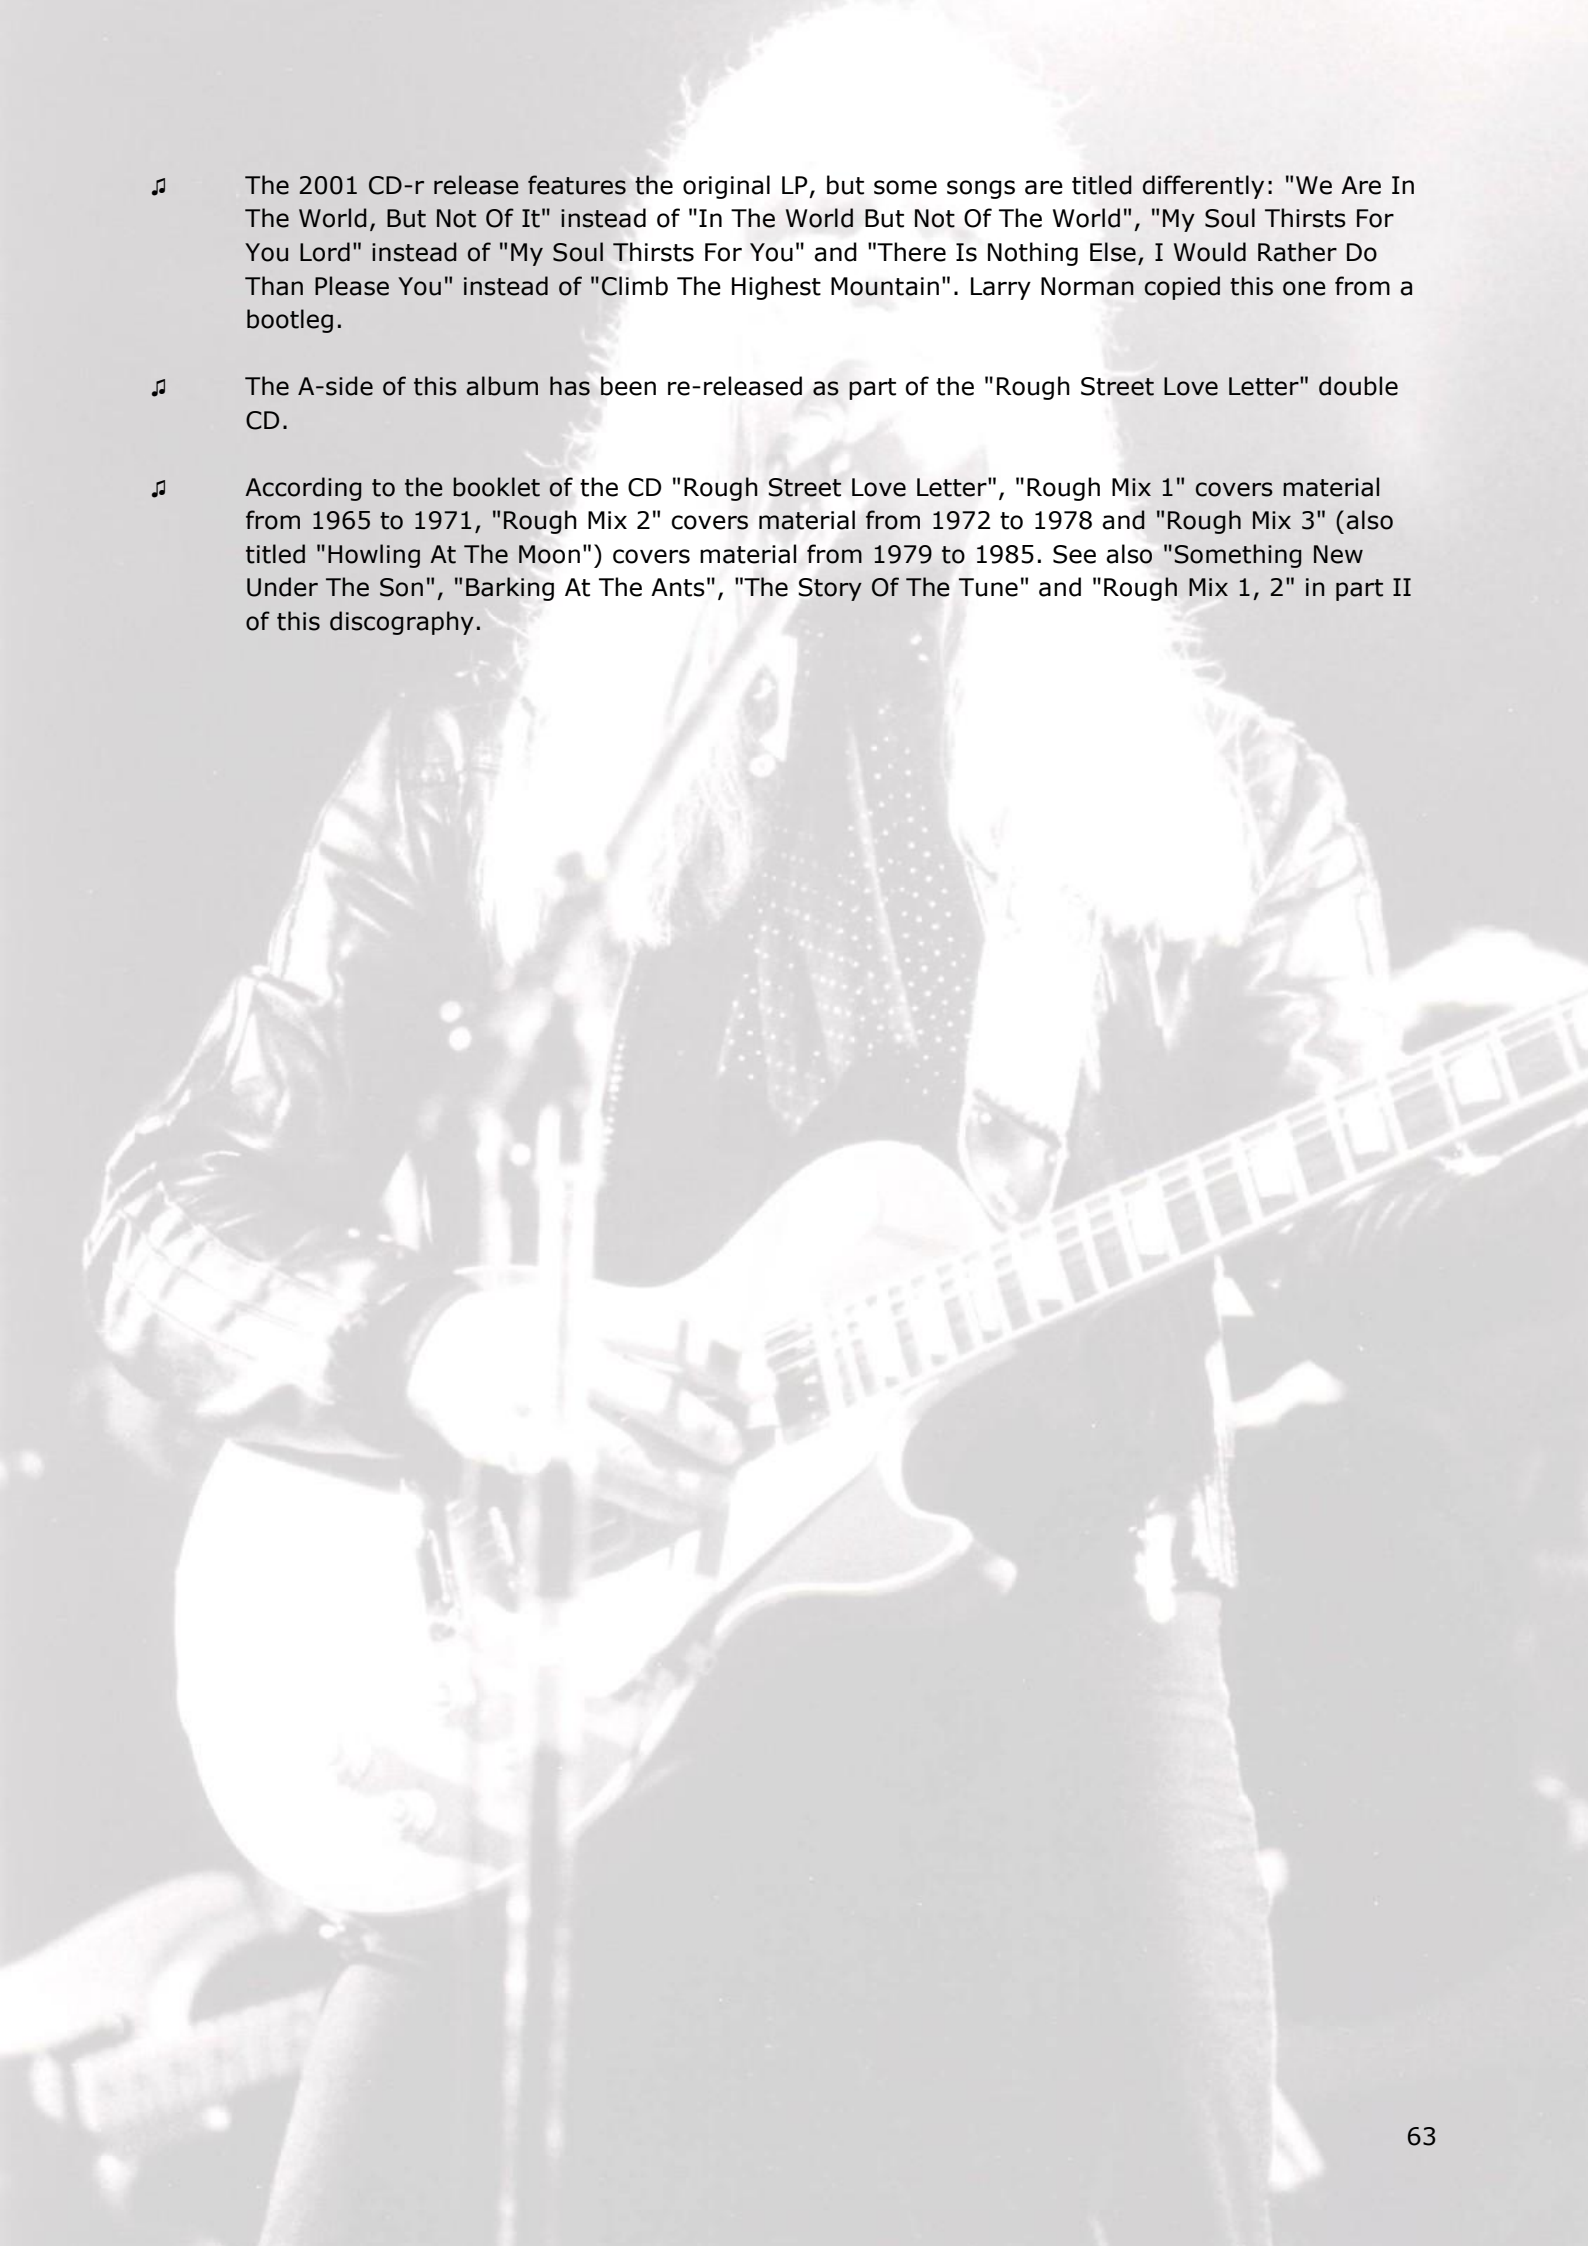 ♫ The 2001 CD-r release features the original LP, but some songs are titled differently: "We Are In
The World, But Not Of It" instead of "In The World But Not Of The World", "My Soul Thirsts For
You Lord" instead of "My Soul Thirsts For You" and "There Is Nothing Else, I Would Rather Do
Than Please You" instead of "Climb The Highest Mountain". Larry Norman copied this one from a
bootleg.
♫ The A-side of this album has been re-released as part of the "Rough Street Love Letter" double
CD.
♫ According to the booklet of the CD "Rough Street Love Letter", "Rough Mix 1" covers material
from 1965 to 1971, "Rough Mix 2" covers material from 1972 to 1978 and "Rough Mix 3" (also
titled "Howling At The Moon") covers material from 1979 to 1985. See also "Something New
Under The Son", "Barking At The Ants", "The Story Of The Tune" and "Rough Mix 1, 2" in part II
of this discography.
63